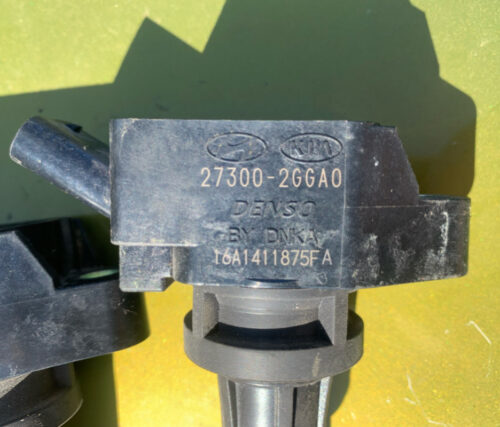 KIA
27300-2GGA0
DENSO
BY DNKA
16A1411875FA